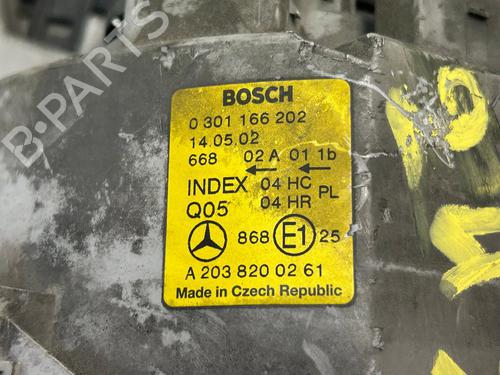 BOSCH
0 301 166 202
14.05.02
668 02 A 01 1b
INDEX 04 HC PL
Q05 04 HR
868 E1 25
A 203 820 02 61
Made in Czech Republic